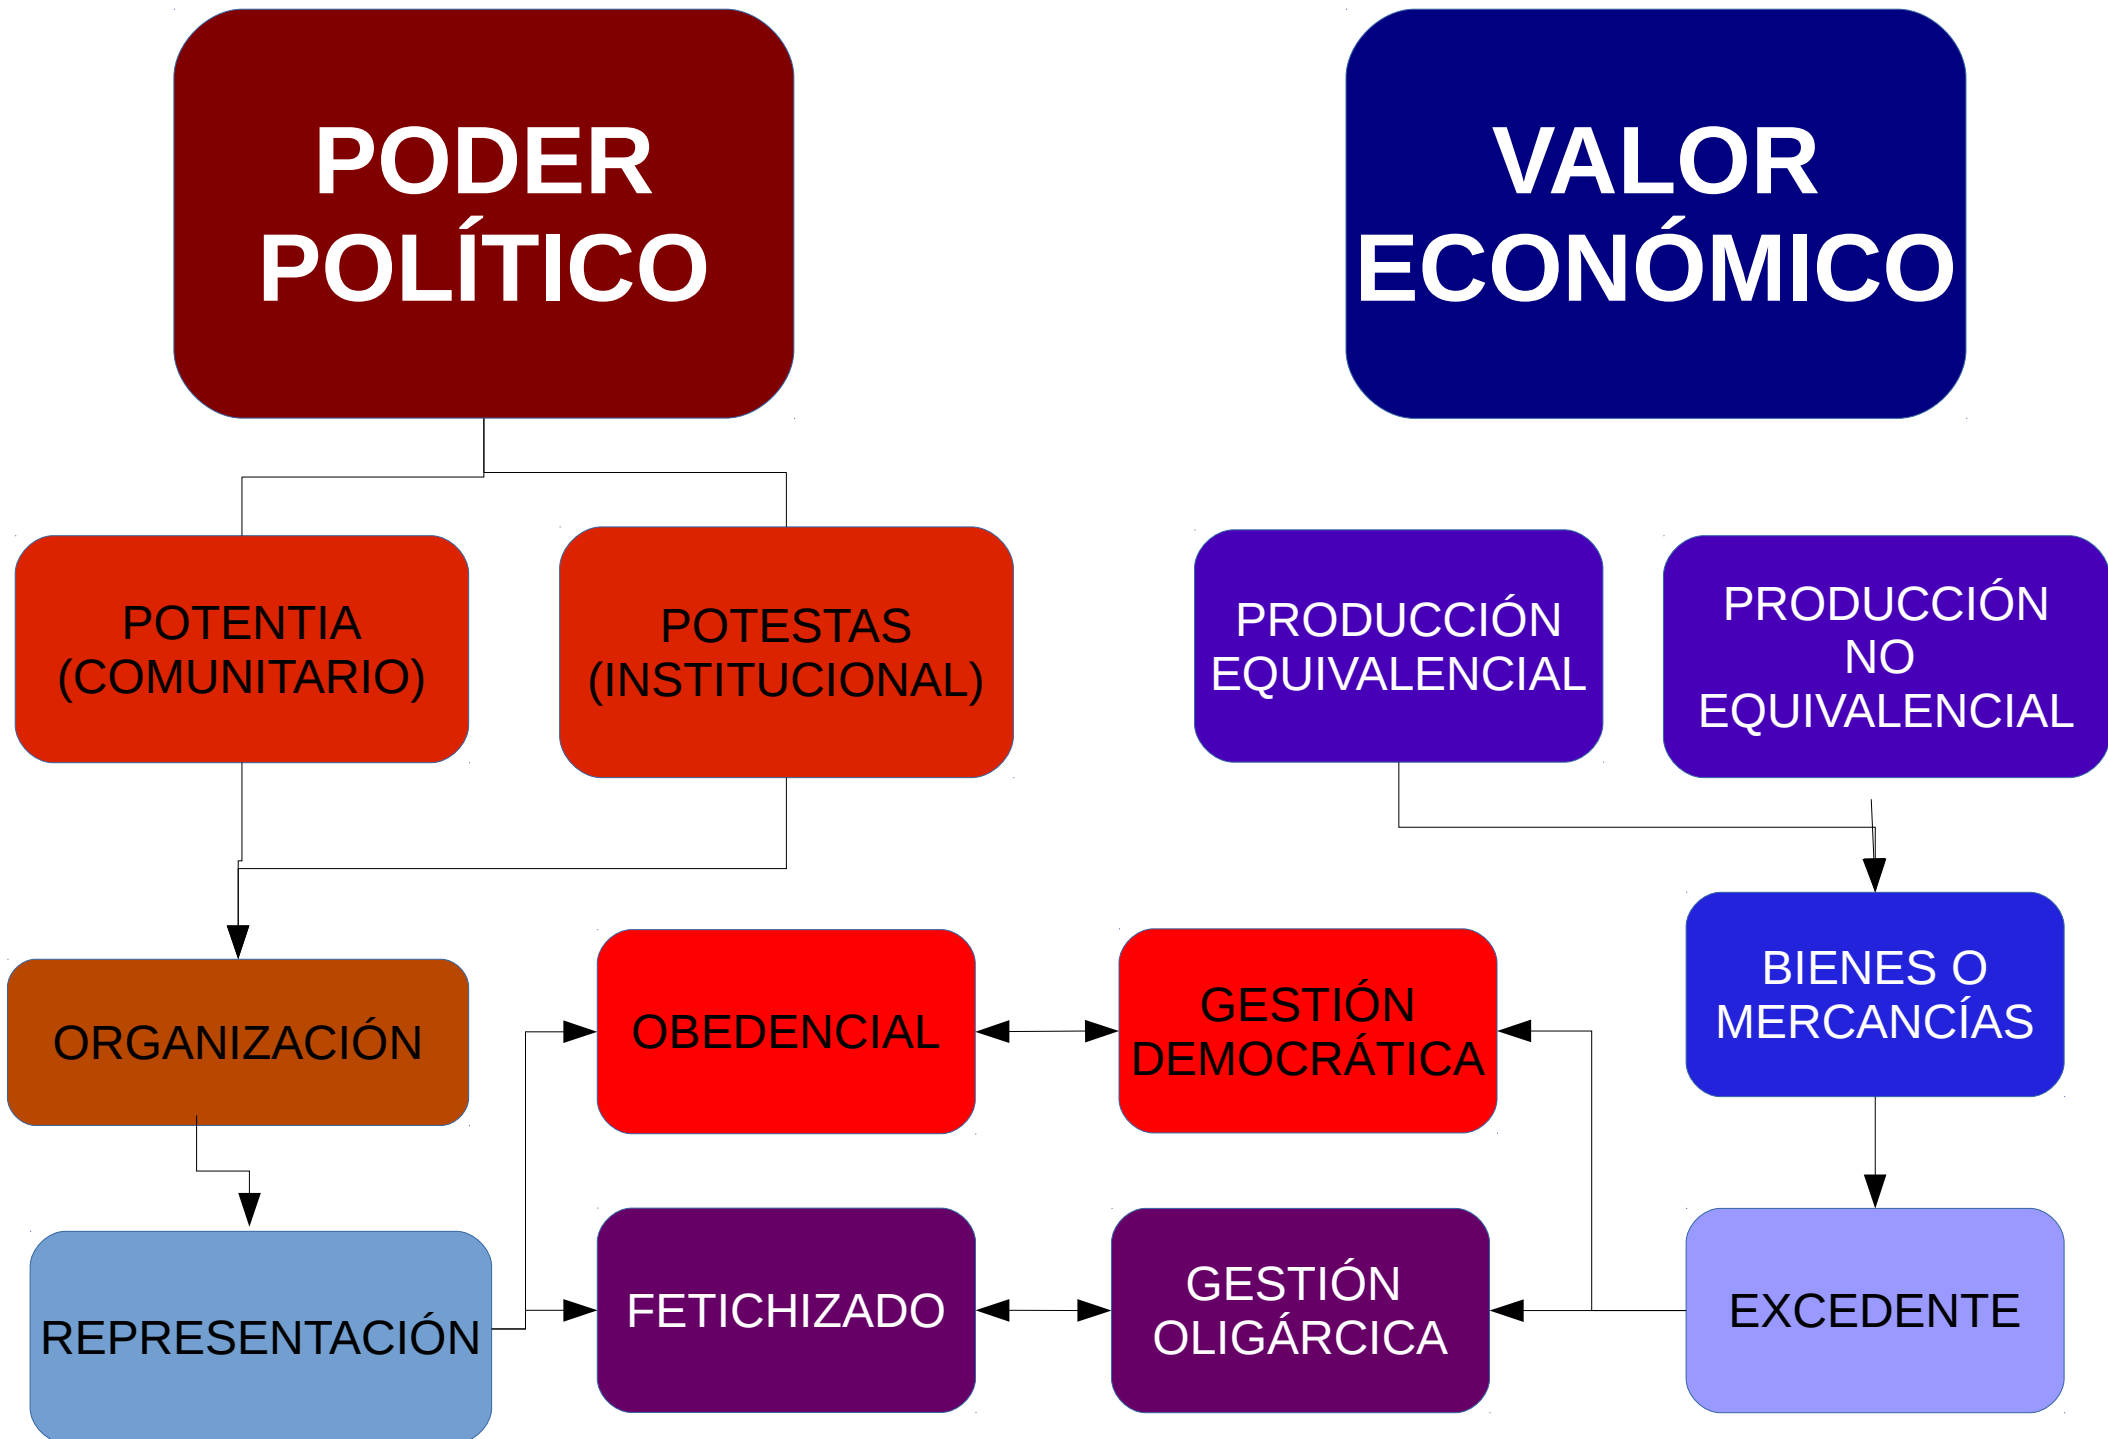 PODER
POLÍTICO
VALOR
ECONÓMICO
POTENTIA
(COMUNITARIO)
POTESTAS
(INSTITUCIONAL)
PRODUCCIÓN
EQUIVALENCIAL
PRODUCCIÓN
NO
EQUIVALENCIAL
ORGANIZACIÓN
OBEDENCIAL
GESTIÓN
DEMOCRÁTICA
BIENES O
MERCANCÍAS
REPRESENTACIÓN
FETICHIZADO
GESTIÓN
OLIGÁRCICA
EXCEDENTE